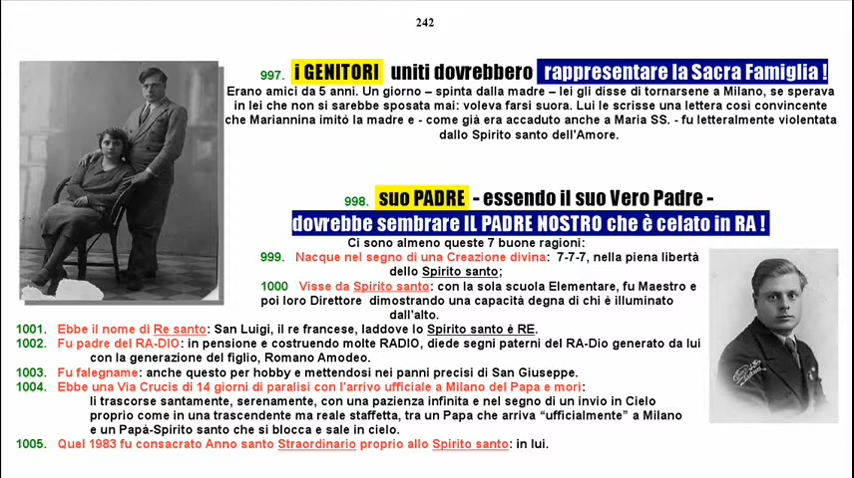 242
997. i GENITORI uniti dovrebbero rappresentare la Sacra Famiglia !
Erano amici da 5 anni. Un giorno – spinta dalla madre – lei gli disse di tornarsene a Milano, se sperava
in lei che non si sarebbe sposata mai: voleva farsi suora. Lui le scrisse una lettera così convincente
che Mariannina imitò la madre e - come già era accaduto anche a Maria SS. - fu letteralmente violentata
dallo Spirito santo dell'Amore.
998. suo PADRE - essendo il suo Vero Padre -
dovrebbe sembrare IL PADRE NOSTRO che è celato in RA !
Ci sono almeno queste 7 buone ragioni:
999. Nacque nel segno di una Creazione divina: 7-7-7, nella piena libertà
dello Spirito santo;
1000 Visse da Spirito santo: con la sola scuola Elementare, fu Maestro e
poi loro Direttore dimostrando una capacità degna di chi è illuminato
dall'alto.
1001. Ebbe il nome di Re santo: San Luigi, il re francese, laddove lo Spirito santo è RE.
1002. Fu padre del RA-DIO: in pensione e costruendo molte RADIO, diede segni paterni del RA-Dio generato da lui
con la generazione del figlio, Romano Amodeo.
1003. Fu falegname: anche questo per hobby e mettendosi nei panni precisi di San Giuseppe.
1004. Ebbe una Via Crucis di 14 giorni di paralisi con l'arrivo ufficiale a Milano del Papa e mori:
li trascorse santamente, serenamente, con una pazienza infinita e nel segno di un invio in Cielo
proprio come in una trascendente ma reale staffetta, tra un Papa che arriva "ufficialmente" a Milano
e un Papà-Spirito santo che si blocca e sale in cielo.
1005. Quel 1983 fu consacrato Anno santo Straordinario proprio allo Spirito santo: in lui.